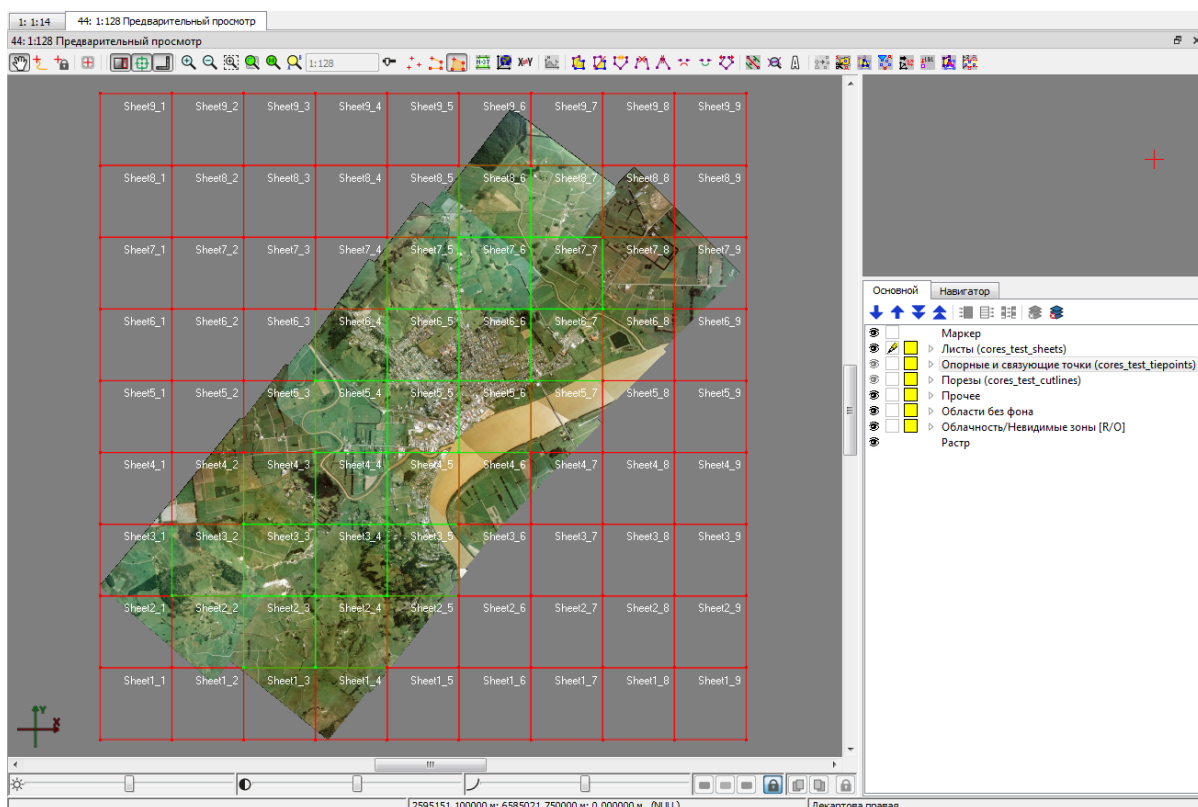 1: 1:14 44: 1:128 Предварительный просмотр
44: 1:128 Предварительный просмотр
1:128
Sheet9_1 Sheet9_2 Sheet9_3 Sheet9_4 Sheet9_5 Sheet9_6 Sheet9_7 Sheet9_8 Sheet9_9
Sheet8_1 Sheet8_2 Sheet8_3 Sheet8_4 Sheet8_5 Sheet8_6 Sheet8_7 Sheet8_8 Sheet8_9
Sheet7_1 Sheet7_2 Sheet7_3 Sheet7_4 Sheet7_5 Sheet7_6 Sheet7_7 Sheet7_8 Sheet7_9
Sheet6_1 Sheet6_2 Sheet6_3 Sheet6_4 Sheet6_5 Sheet6_6 Sheet6_7 Sheet6_8 Sheet6_9
Sheet5_1 Sheet5_2 Sheet5_3 Sheet5_4 Sheet5_5 Sheet5_6 Sheet5_7 Sheet5_8 Sheet5_9
Sheet4_1 Sheet4_2 Sheet4_3 Sheet4_4 Sheet4_5 Sheet4_6 Sheet4_7 Sheet4_8 Sheet4_9
Sheet3_1 Sheet3_2 Sheet3_3 Sheet3_4 Sheet3_5 Sheet3_6 Sheet3_7 Sheet3_8 Sheet3_9
Sheet2_1 Sheet2_2 Sheet2_3 Sheet2_4 Sheet2_5 Sheet2_6 Sheet2_7 Sheet2_8 Sheet2_9
Sheet1_1 Sheet1_2 Sheet1_3 Sheet1_4 Sheet1_5 Sheet1_6 Sheet1_7 Sheet1_8 Sheet1_9
Y
X
Основной Навигатор
Маркер
Листы (cores_test_sheets)
Опорные и связующие точки (cores_test_tiepoints)
Порезы (cores_test_cutlines)
Прочее
Области без фона
Облачность/Невидимые зоны [R/O]
Растр
2595151.100000 м; 6585021.750000 м; 0.000000 м (NULL) Декартова правая